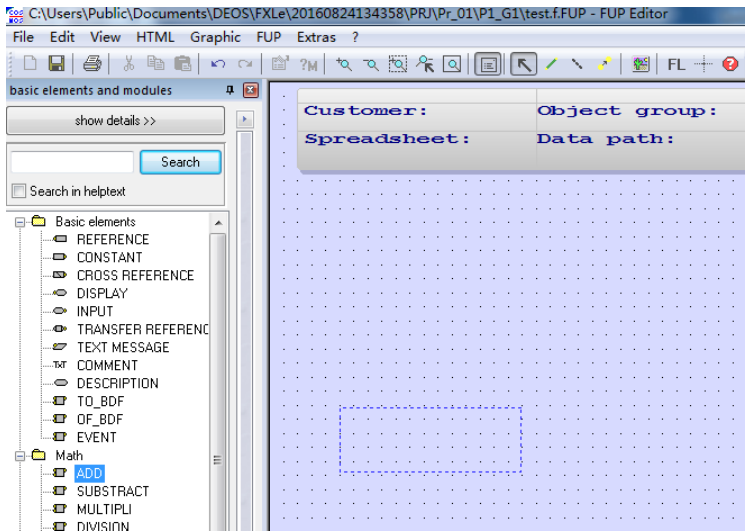 C:\Users\Public\Documents\DEOS\FXLe\20160824134358\PRJ\Pr_01\P1_G1\test.f.FUP - FUP Editor
File Edit View HTML Graphic FUP Extras ?
?M FL
basic elements and modules
show details >>
Search
Search in helptext
Customer: Object group:
Spreadsheet: Data path:
Basic elements
REFERENCE
CONSTANT
CROSS REFERENCE
DISPLAY
INPUT
TRANSFER REFERENC
TEXT MESSAGE
TXT COMMENT
DESCRIPTION
TO_BDF
OF_BDF
EVENT
Math
ADD
SUBSTRACT
MULTIPLI
DIVISION